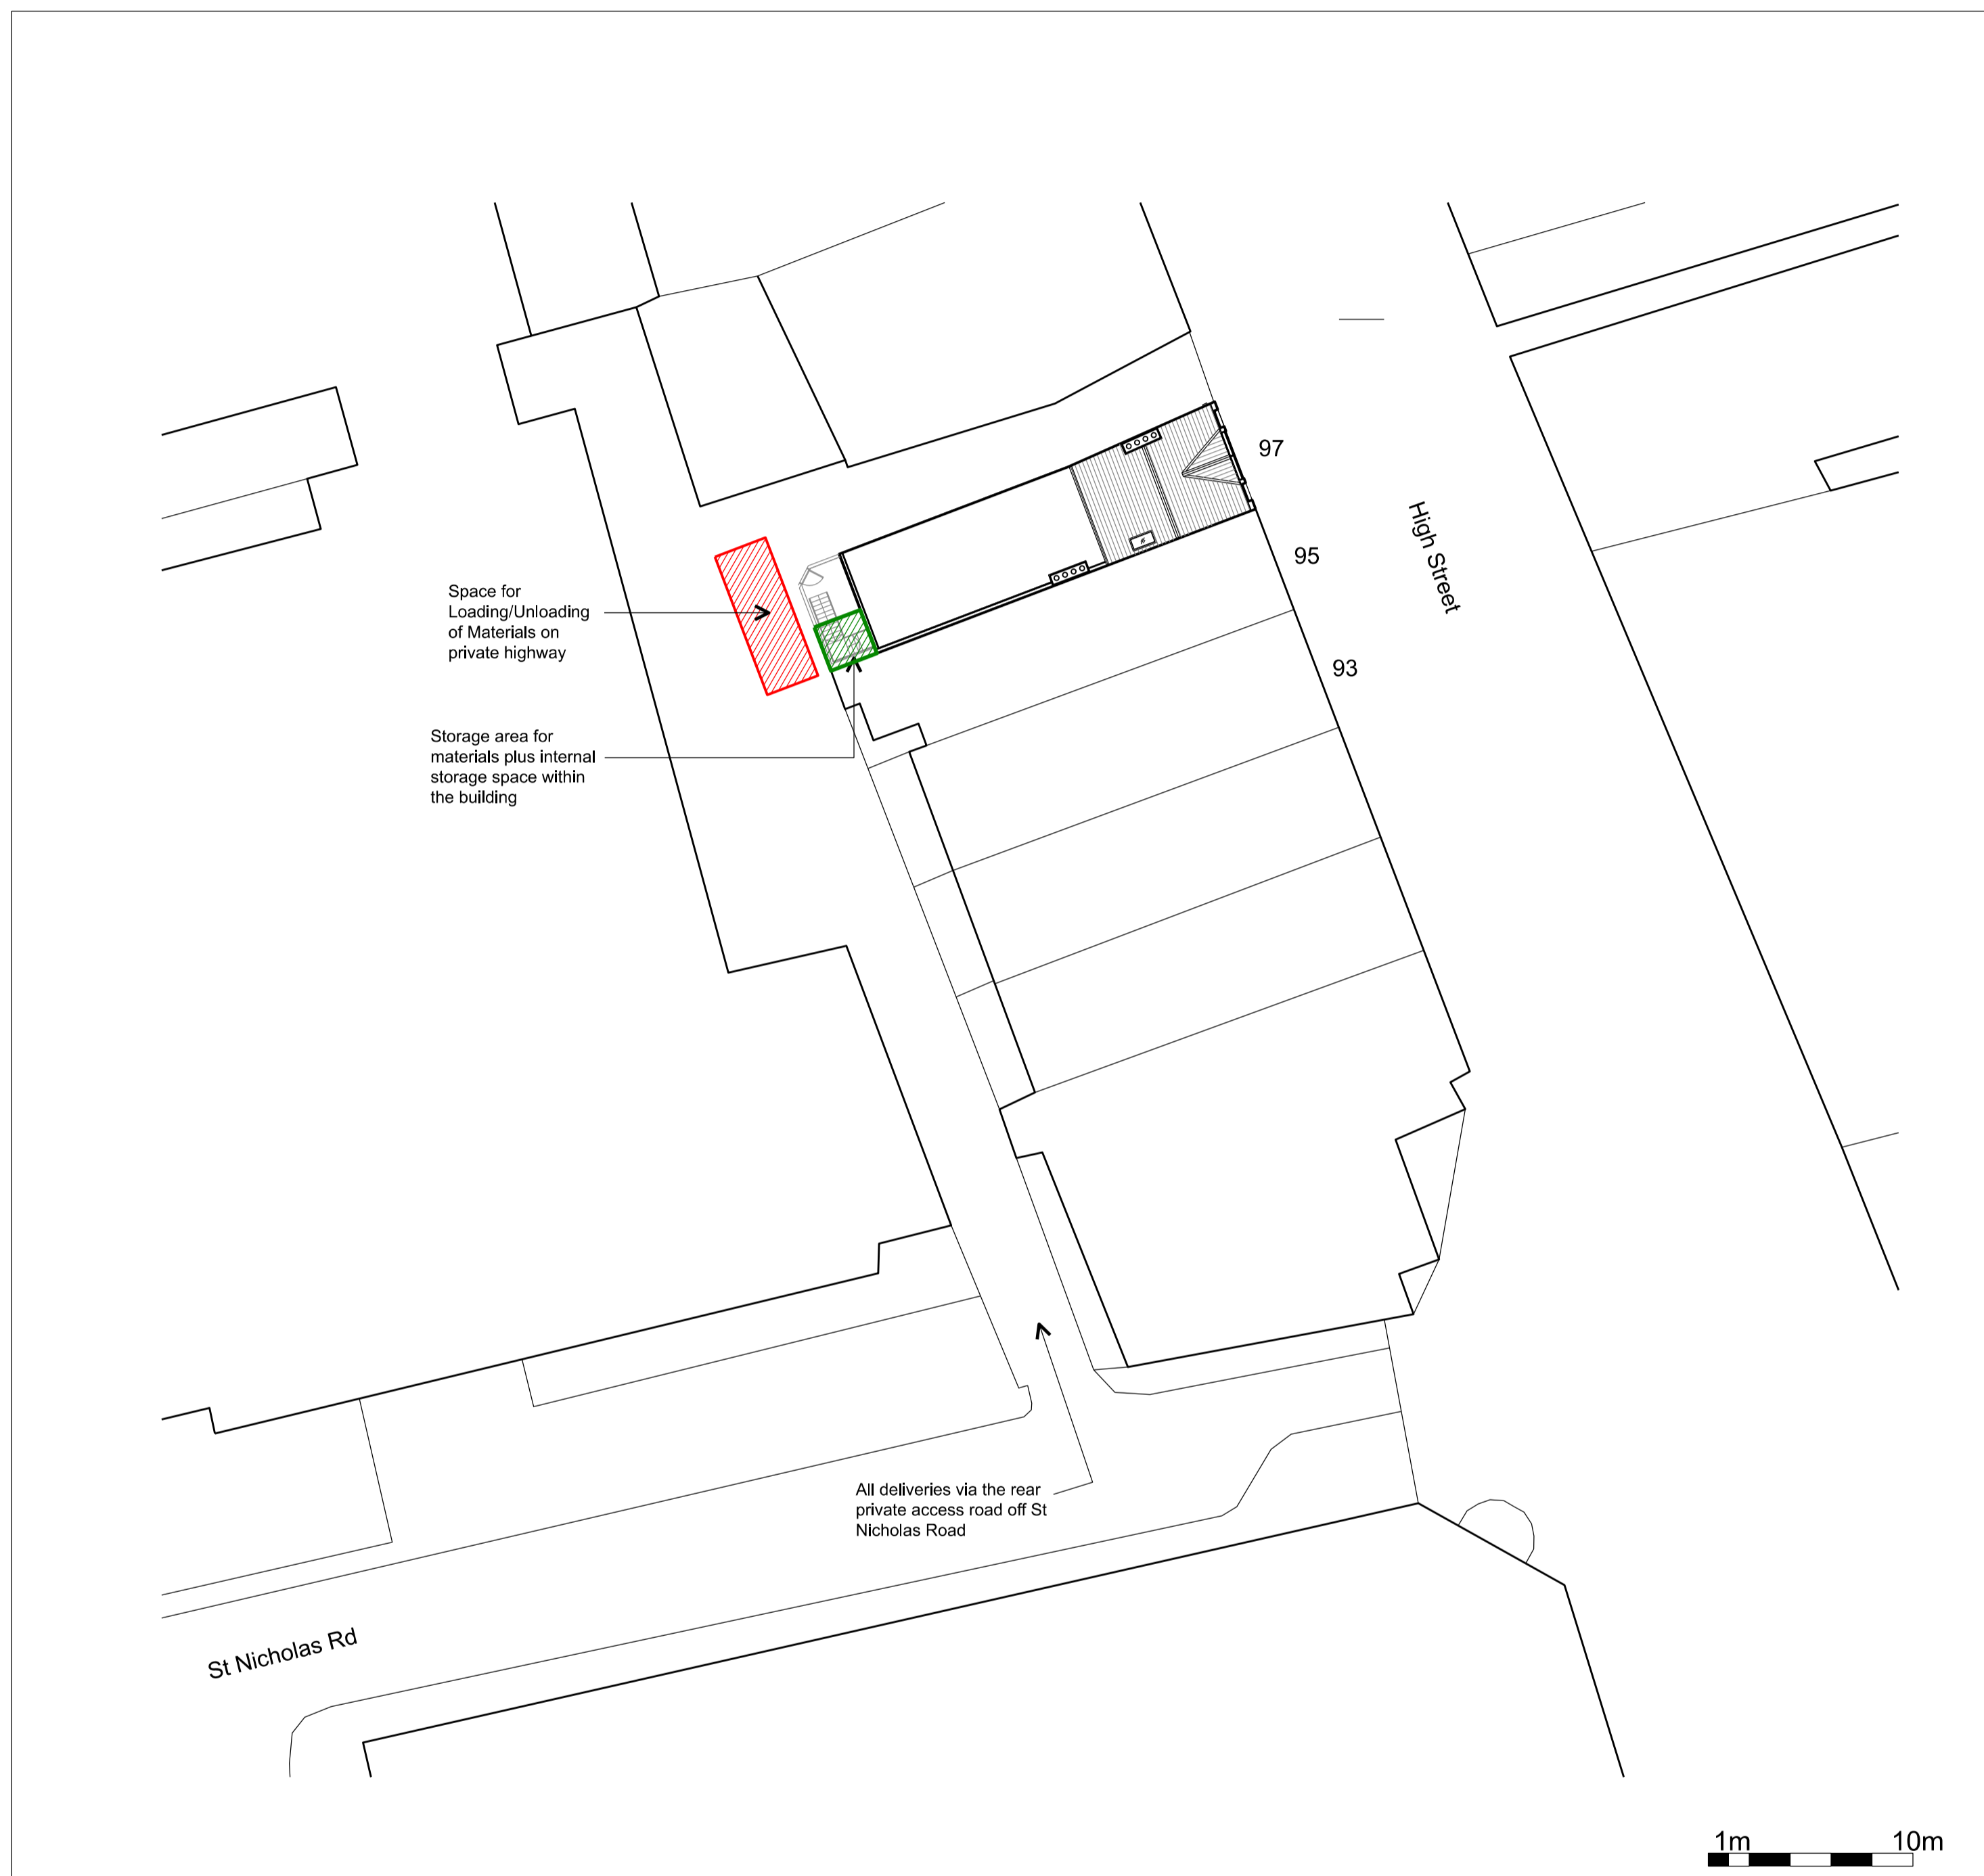 97
High Street
95
Space for
Loading/Unloading
of Materials on
private highway
93
Storage area for
materials plus internal
storage space within
the building
All deliveries via the rear
private access road off St
Nicholas Road
St Nicholas Rd
1m 10m